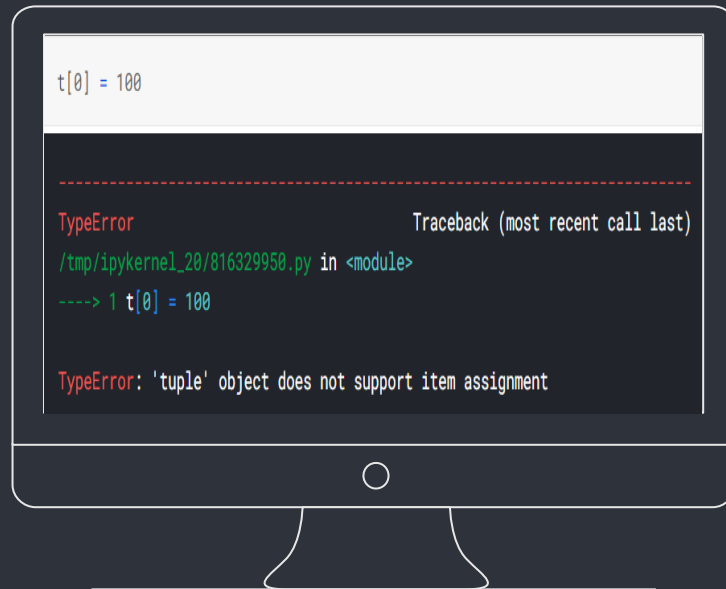 t[0] = 100
---------------------------------------------------------------------------
TypeError Traceback (most recent call last)
/tmp/ipykernel_20/816329950.py in <module>
----> 1 t[0] = 100
TypeError: 'tuple' object does not support item assignment